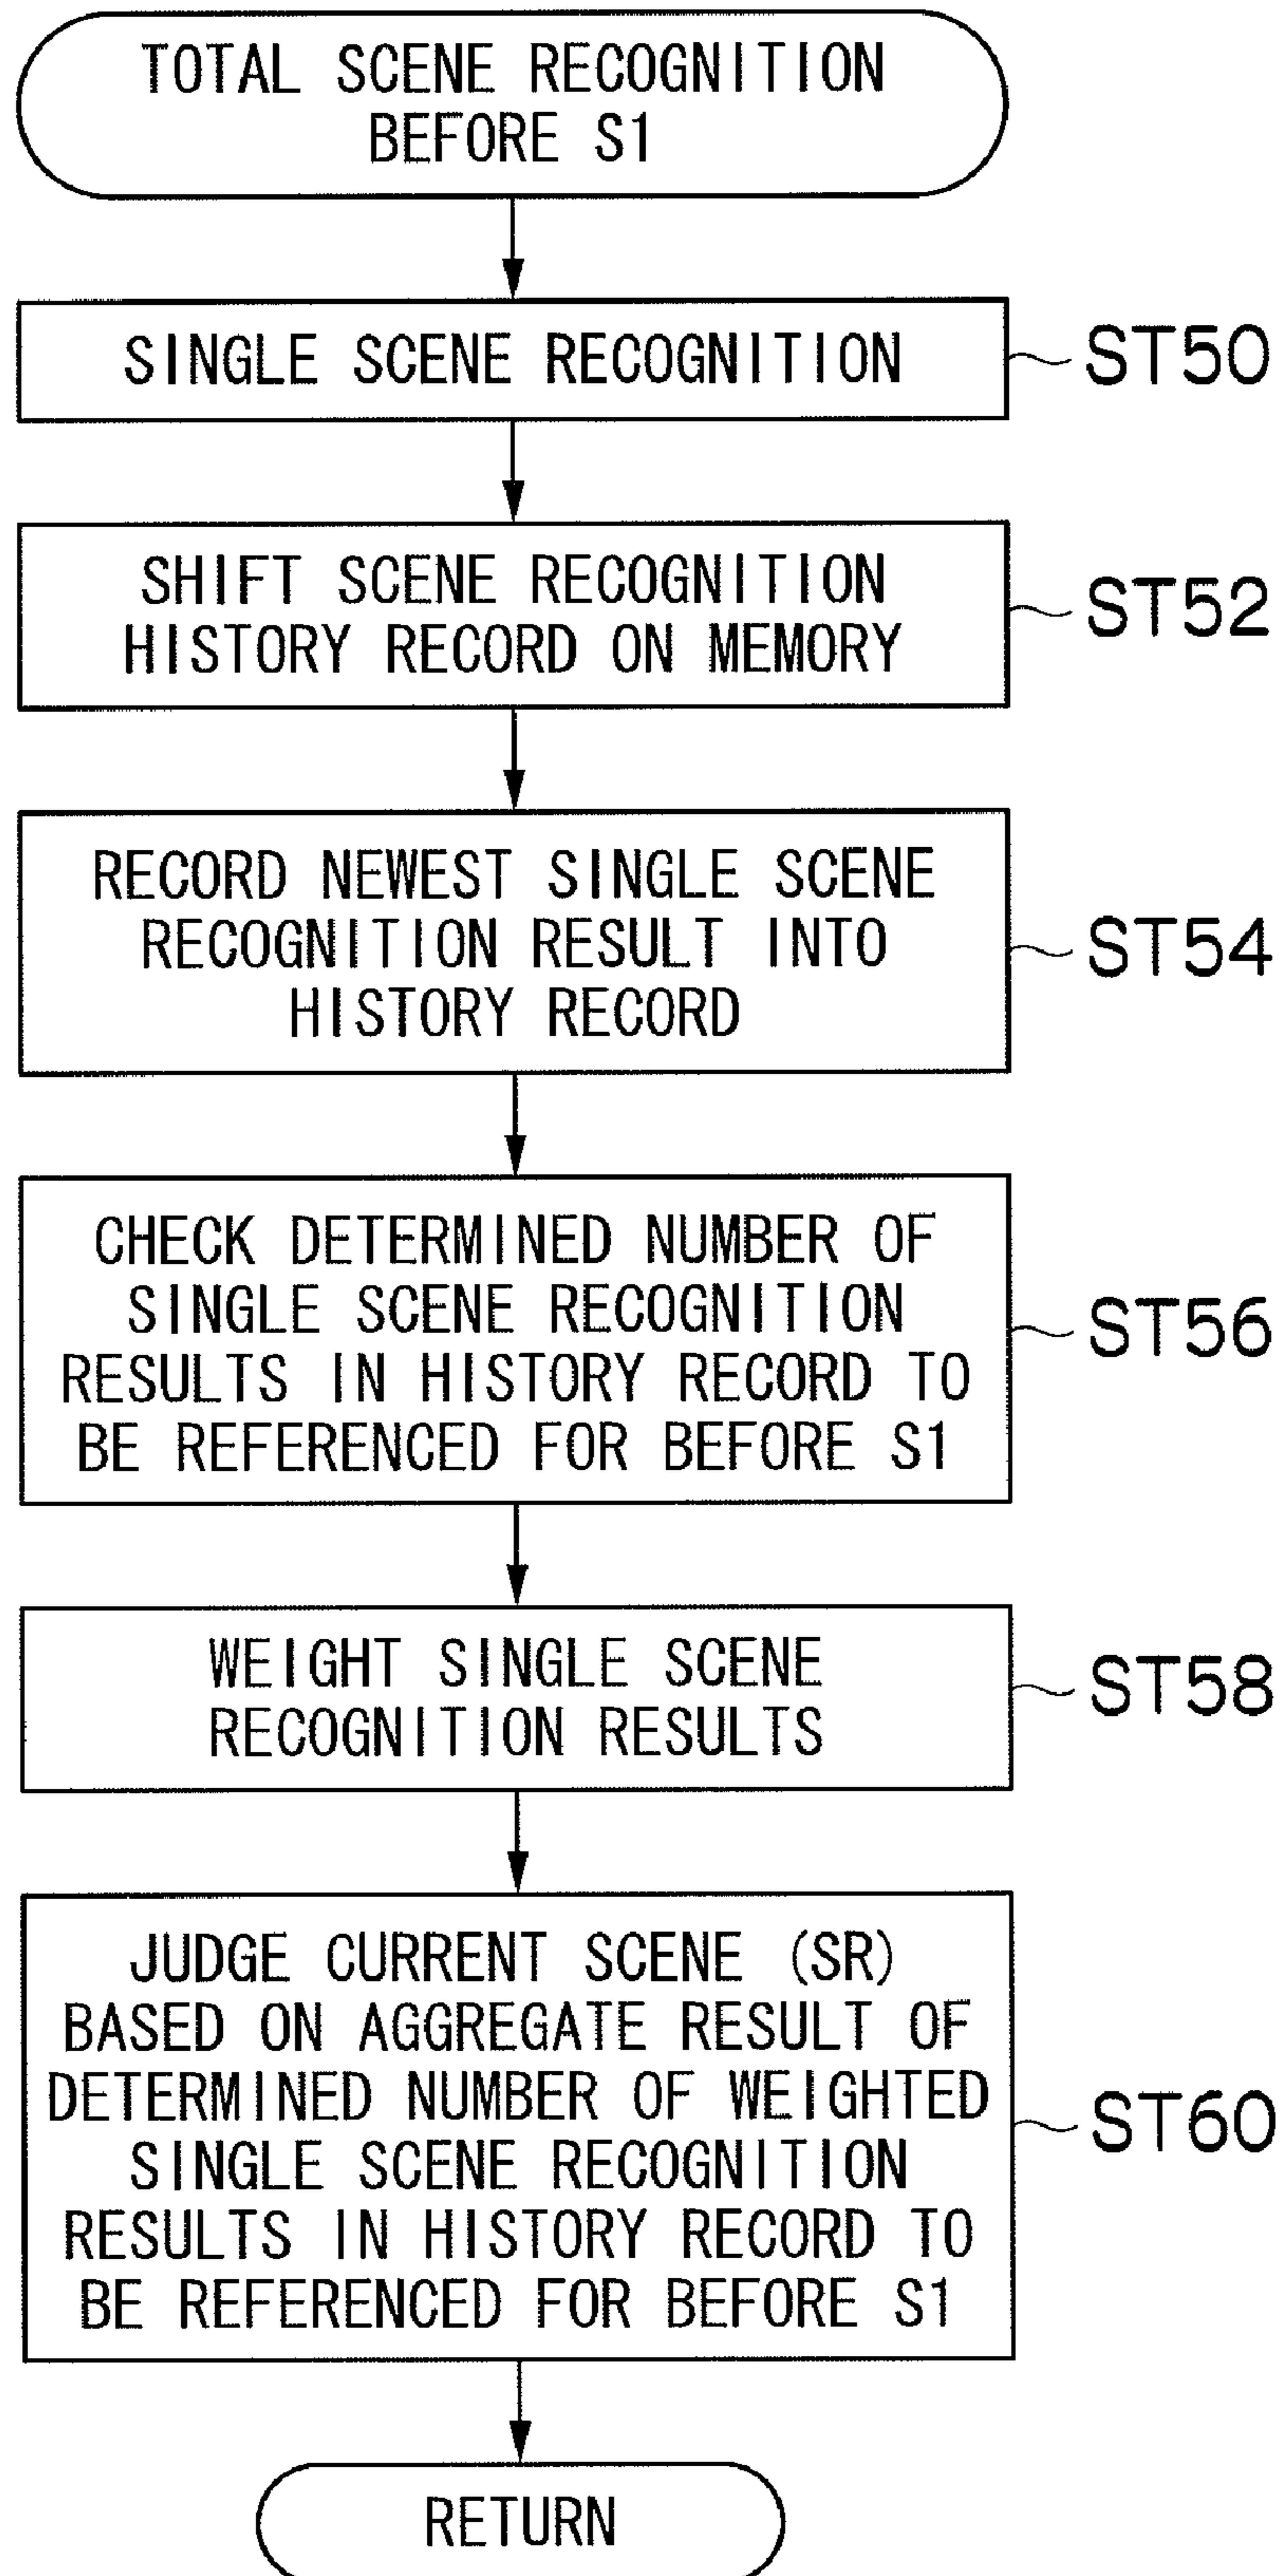 TOTAL SCENE RECOGNITION
BEFORE S1
SINGLE SCENE RECOGNITION
ST50
SHIFT SCENE RECOGNITION
HISTORY RECORD ON MEMORY
ST52
RECORD NEWEST SINGLE SCENE
RECOGNITION RESULT INTO
HISTORY RECORD
ST54
CHECK DETERMINED NUMBER OF
SINGLE SCENE RECOGNITION
RESULTS IN HISTORY RECORD TO
BE REFERENCED FOR BEFORE S1
ST56
WEIGHT SINGLE SCENE
RECOGNITION RESULTS
ST58
JUDGE CURRENT SCENE (SR)
BASED ON AGGREGATE RESULT OF
DETERMINED NUMBER OF WEIGHTED
SINGLE SCENE RECOGNITION
RESULTS IN HISTORY RECORD TO
BE REFERENCED FOR BEFORE S1
ST60
RETURN